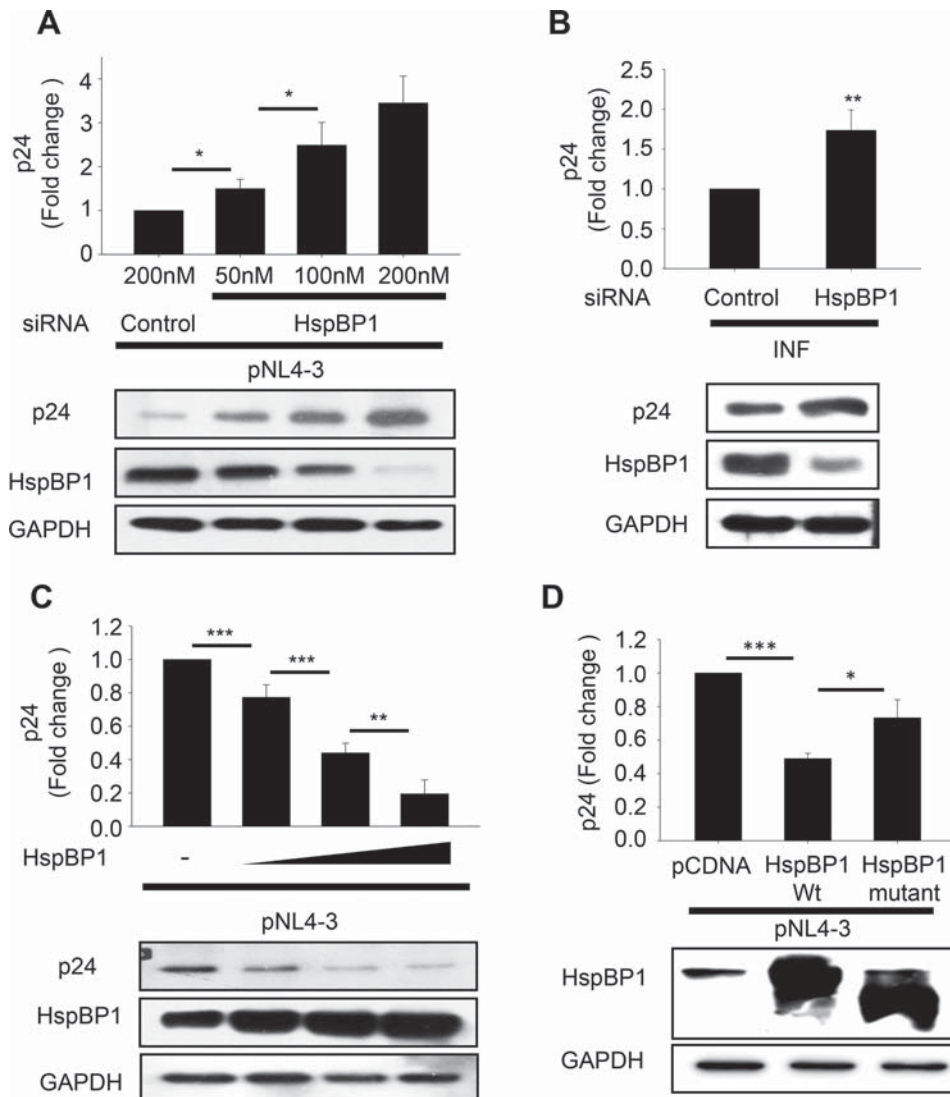 A
p24
(Fold change)
4
3
2
1
0
*
*
200nM 50nM 100nM 200nM
siRNA Control HspBP1
pNL4-3
p24
HspBP1
GAPDH
B
p24
(Fold change)
2.5
2.0
1.5
1.0
0.5
0.0
**
siRNA Control HspBP1
INF
p24
HspBP1
GAPDH
C
p24
(Fold change )
1.2
1.0
0.8
0.6
0.4
0.2
0.0
***
***
**
HspBP1 -
pNL4-3
p24
HspBP1
GAPDH
D
p24 (Fold change )
1.2
1.0
0.8
0.6
0.4
0.2
0.0
***
*
pCDNA HspBP1 HspBP1
Wt mutant
pNL4-3
HspBP1
GAPDH